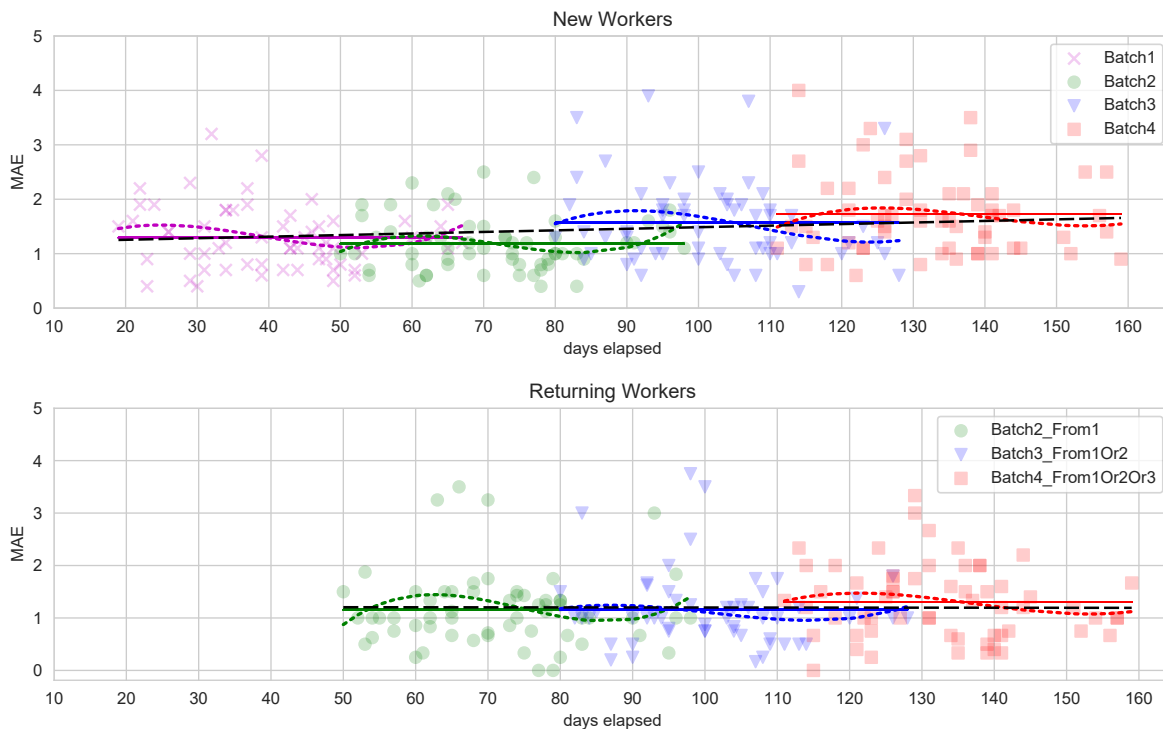 New Workers
5
4
3
2
1
0
MAE
10 20 30 40 50 60 70 80 90 100 110 120 130 140 150 160
days elapsed
Batch1
Batch2
Batch3
Batch4
Returning Workers
5
4
3
2
1
0
MAE
10 20 30 40 50 60 70 80 90 100 110 120 130 140 150 160
days elapsed
Batch2_From1
Batch3_From1Or2
Batch4_From1Or2Or3